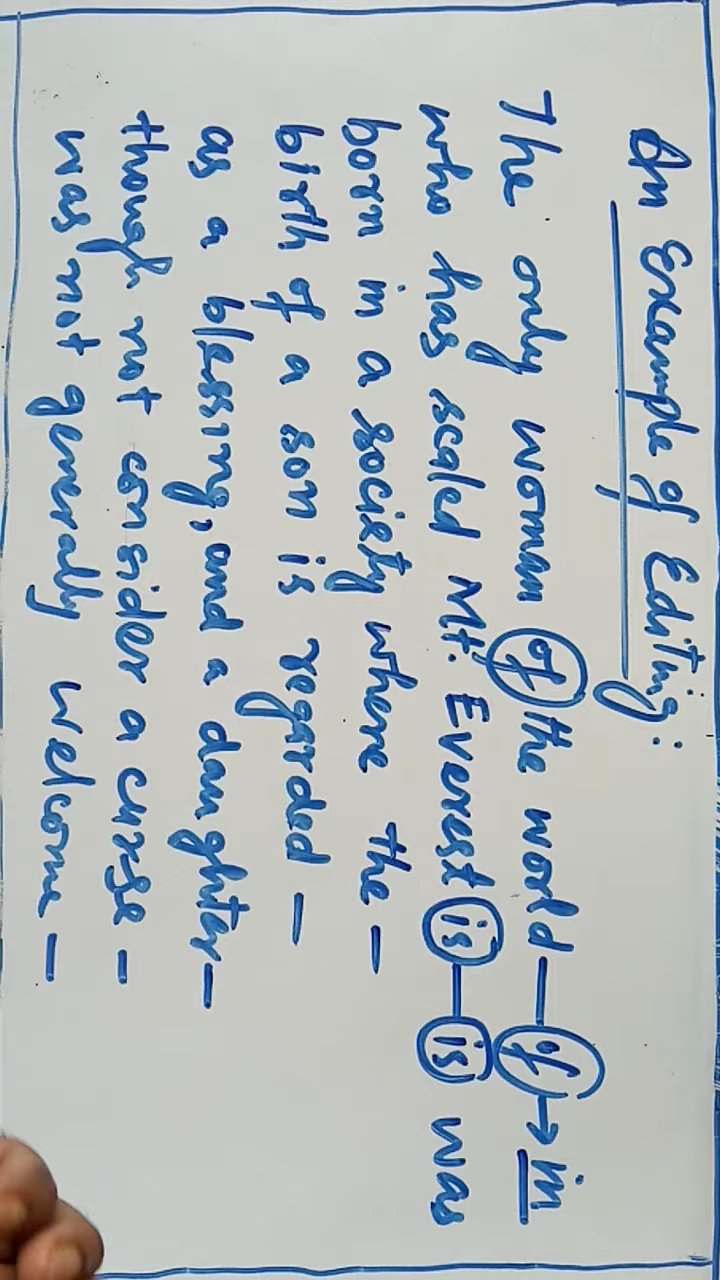 An Example of Editing:
The only woman of the world — of → in
who has scaled Mt. Everest is — is was
born in a society where the —
birth of a son is regarded —
as a blessing, and a daughter —
though not consider a curse —
was not generally welcome —